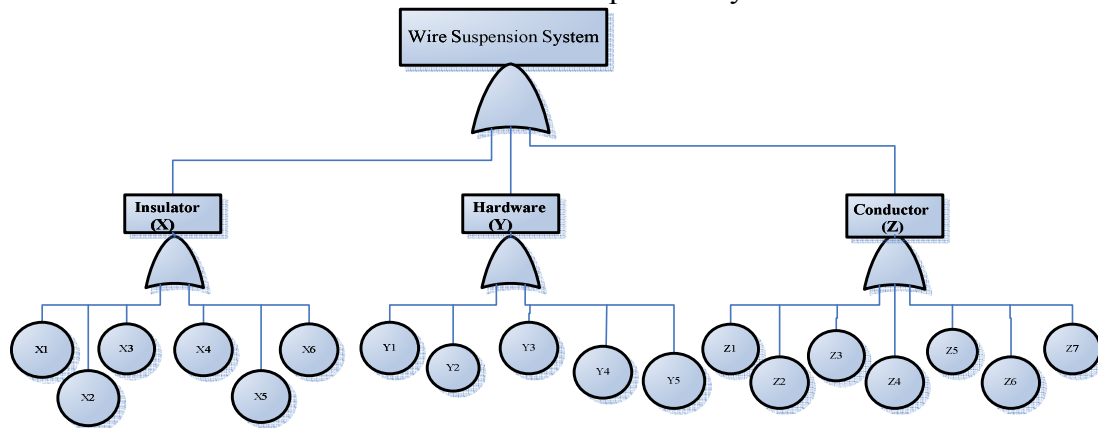 Wire Suspension System
Insulator
(X)
Hardware
(Y)
Conductor
(Z)
X1
X2
X3
X4
X5
X6
Y1
Y2
Y3
Y4
Y5
Z1
Z2
Z3
Z4
Z5
Z6
Z7